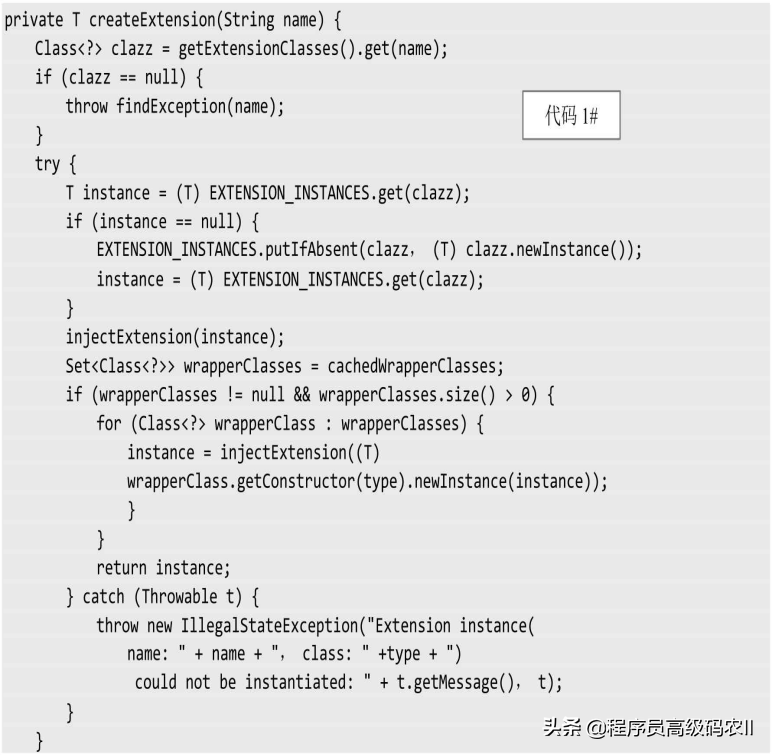 private T createExtension(String name) {
Class<?> clazz = getExtensionClasses().get(name);
if (clazz == null) {
throw findException(name);
代码 1#
}
try {
T instance = (T) EXTENSION_INSTANCES.get(clazz);
if (instance == null) {
EXTENSION_INSTANCES.putIfAbsent(clazz, (T) clazz.newInstance());
instance = (T) EXTENSION_INSTANCES.get(clazz);
}
injectExtension(instance);
Set<Class<?>> wrapperClasses = cachedWrapperClasses;
if (wrapperClasses != null && wrapperClasses.size() > 0) {
for (Class<?> wrapperClass : wrapperClasses) {
instance = injectExtension((T)
wrapperClass.getConstructor(type).newInstance(instance));
}
}
return instance;
} catch (Throwable t) {
throw new IllegalStateException("Extension instance(
name: " + name + ", class: " +type + ")
could not be instantiated: " + t.getMessage(), t);
}
}
头条 @程序员高级码农II